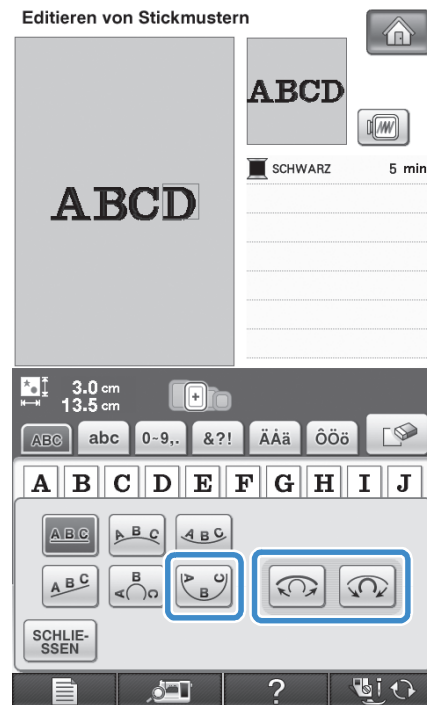 Editieren von Stickmustern
ABCD
ABCD
SCHWARZ 5 min
3.0 cm
13.5 cm
ABC abc 0~9,. &?! ÄÅä ÔÖö
A B C D E F G H I J
ABC ABC ABC
ABC ABC ABC
SCHLIE-
SSEN
?